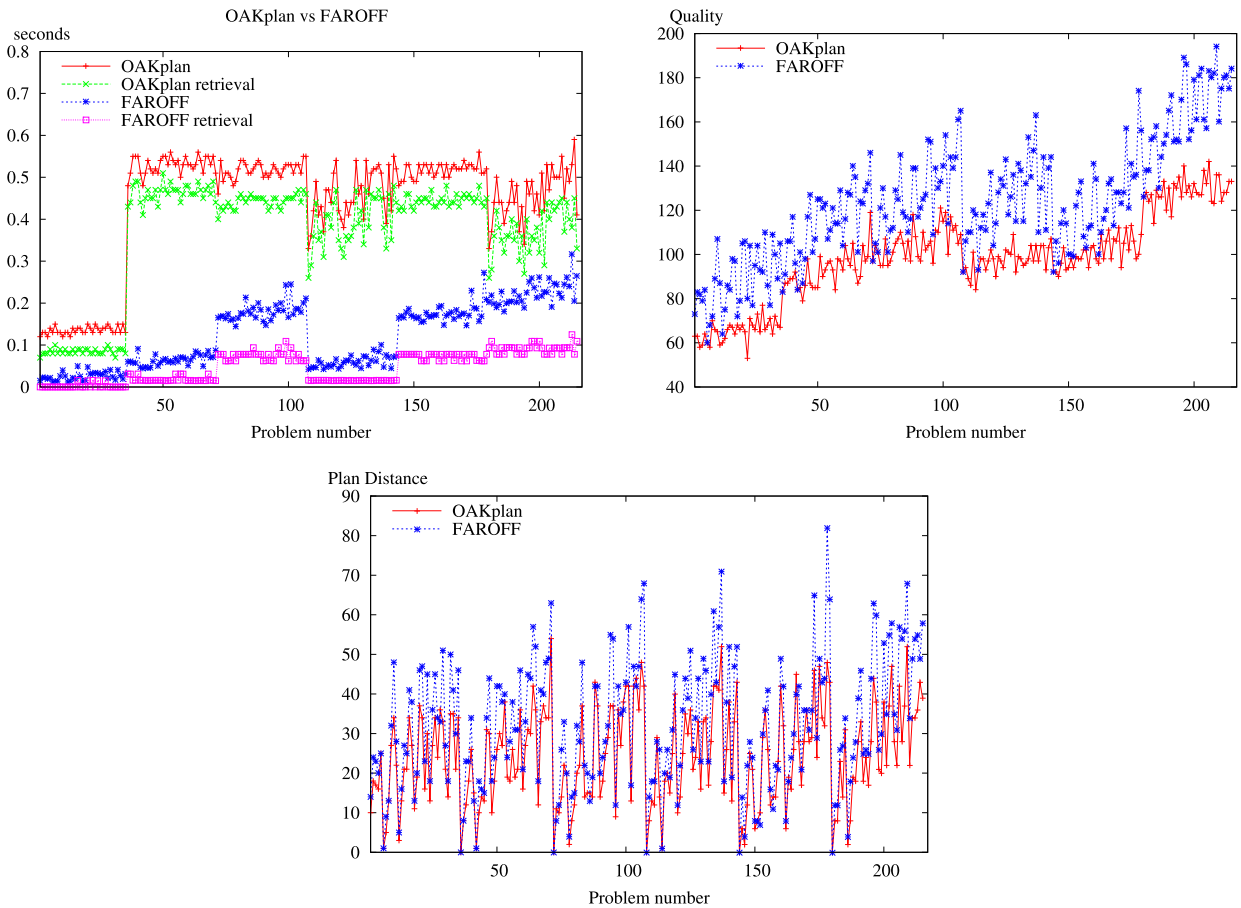 OAKplan vs FAROFF
seconds
0.8
0.7
0.6
0.5
0.4
0.3
0.2
0.1
0
OAKplan
OAKplan retrieval
FAROFF
FAROFF retrieval
50
100
150
200
Problem number
Quality
200
180
160
140
120
100
80
60
40
OAKplan
FAROFF
50
100
150
200
Problem number
Plan Distance
90
80
70
60
50
40
30
20
10
0
OAKplan
FAROFF
50
100
150
200
Problem number